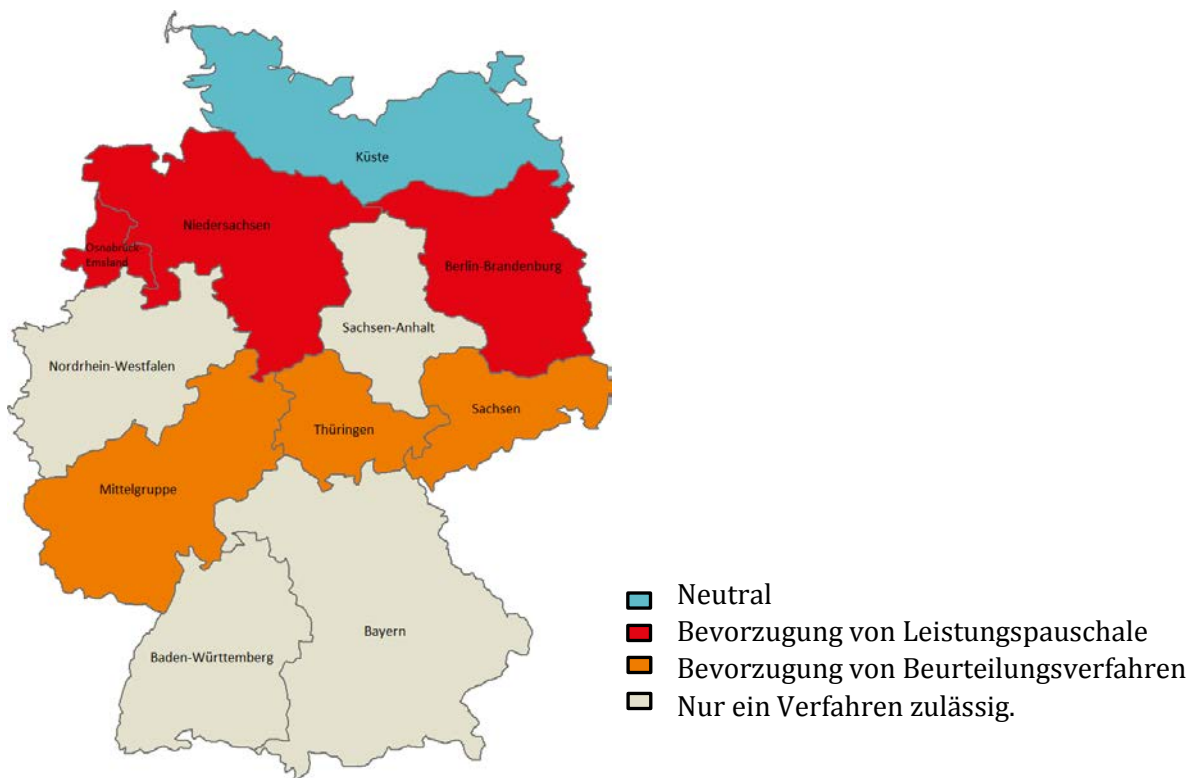 Küste
Niedersachsen
Osnabrück
Emsland
Berlin-Brandenburg
Sachsen-Anhalt
Nordrhein-Westfalen
Sachsen
Thüringen
Mittelgruppe
Bayern
Baden-Württemberg
Neutral
Bevorzugung von Leistungspauschale
Bevorzugung von Beurteilungsverfahren
Nur ein Verfahren zulässig.